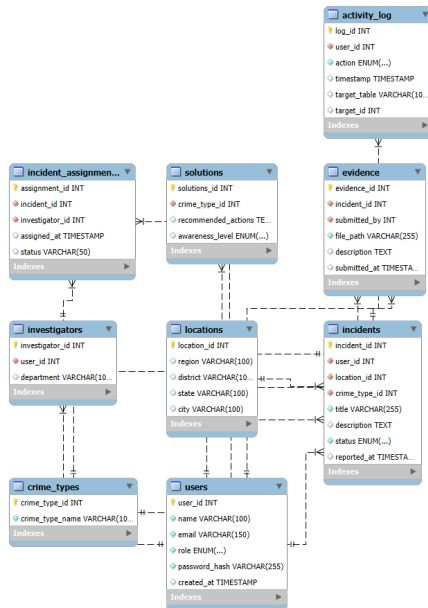 activity_log
log_id INT
user_id INT
action ENUM(...)
timestamp TIMESTAMP
target_table VARCHAR(10...
target_id INT
Indexes
incident_assignmen...
assignment_id INT
incident_id INT
investigator_id INT
assigned_at TIMESTAMP
status VARCHAR(50)
Indexes
solutions
solutions_id INT
crime_type_id INT
recommended_actions TE...
awareness_level ENUM(...)
Indexes
evidence
evidence_id INT
incident_id INT
submitted_by INT
file_path VARCHAR(255)
description TEXT
submitted_at TIMESTA...
Indexes
investigators
investigator_id INT
user_id INT
department VARCHAR(10...
Indexes
locations
location_id INT
region VARCHAR(100)
district VARCHAR(10...
state VARCHAR(100)
city VARCHAR(100)
Indexes
incidents
incident_id INT
user_id INT
location_id INT
crime_type_id INT
title VARCHAR(255)
description TEXT
status ENUM(...)
reported_at TIMESTA...
Indexes
crime_types
crime_type_id INT
crime_type_name VARCHAR(10...
Indexes
users
user_id INT
name VARCHAR(100)
email VARCHAR(150)
role ENUM(...)
password_hash VARCHAR(255)
created_at TIMESTAMP
Indexes